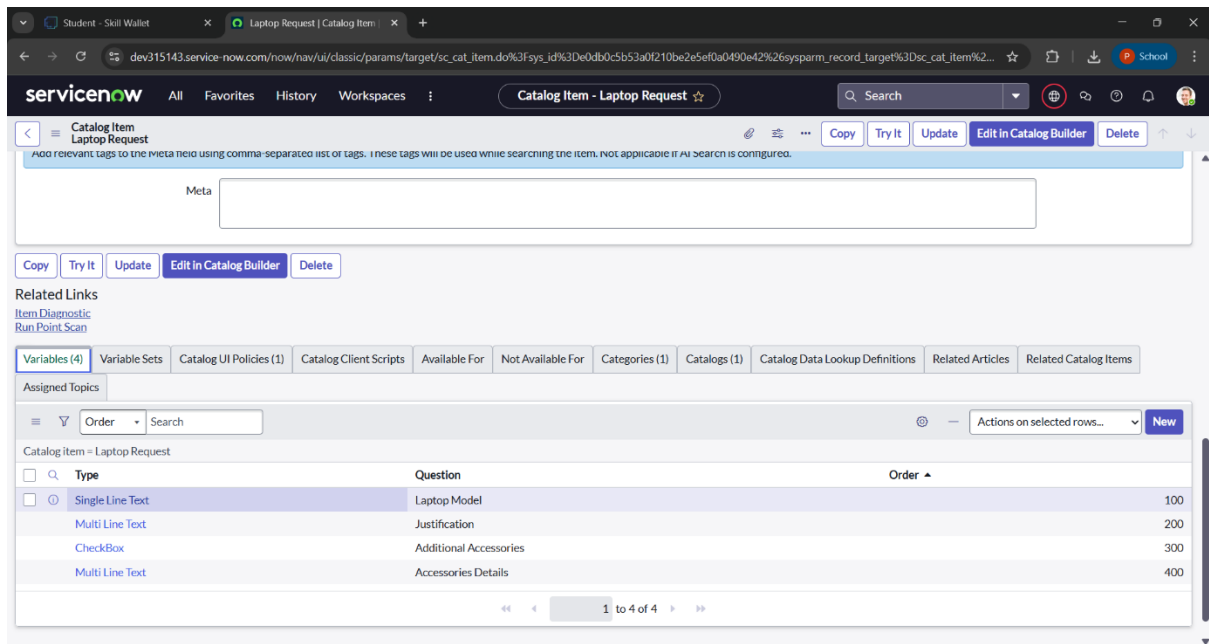 Student - Skill Wallet
Laptop Request | Catalog Item |
dev315143.service-now.com/now/nav/ui/classic/params/target/sc_cat_item.do%3Fsys_id%3De0db0c5b53a0f210be2e5ef0a0490e42%26sysparm_record_target%3Dsc_cat_item%2...
P School
servicenow All Favorites History Workspaces Catalog Item - Laptop Request Search
Catalog Item
Laptop Request
Copy Try It Update Edit in Catalog Builder Delete
Add relevant tags to the Meta field using comma-separated list of tags. These tags will be used while searching the item. Not applicable if AI Search is configured.
Meta
Copy Try It Update Edit in Catalog Builder Delete
Related Links
Item Diagnostic
Run Point Scan
Variables (4) Variable Sets Catalog UI Policies (1) Catalog Client Scripts Available For Not Available For Categories (1) Catalogs (1) Catalog Data Lookup Definitions Related Articles Related Catalog Items
Assigned Topics
Order Search Actions on selected rows... New
Catalog item = Laptop Request
Type Question Order
Single Line Text Laptop Model 100
Multi Line Text Justification 200
CheckBox Additional Accessories 300
Multi Line Text Accessories Details 400
1 to 4 of 4